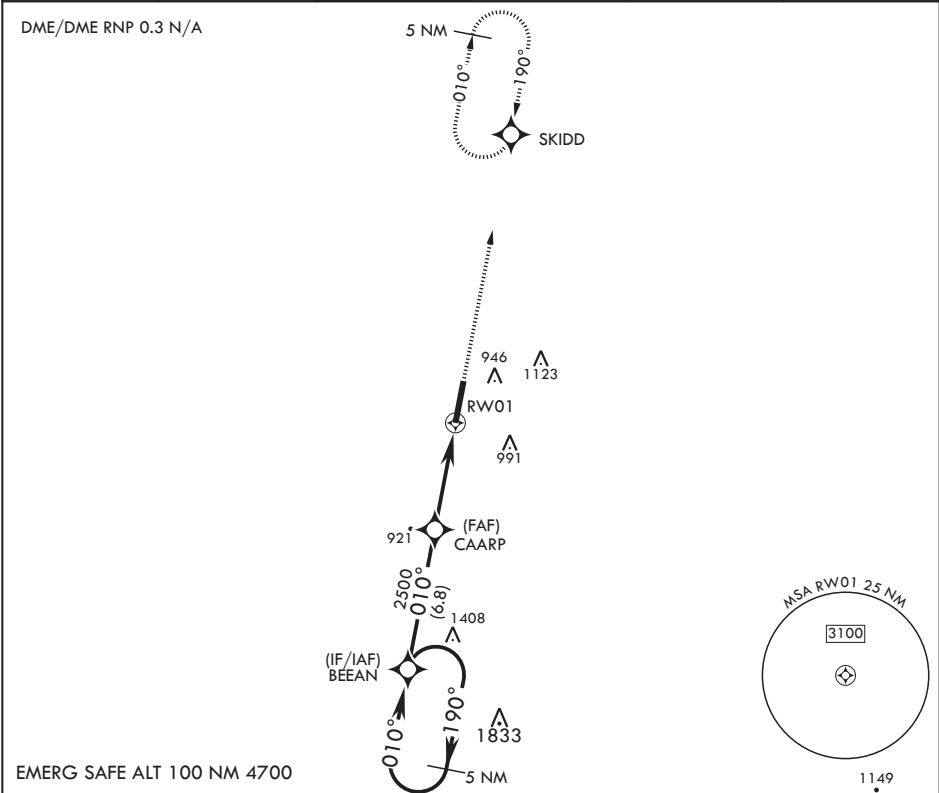 DME/DME RNP 0.3 N/A
5 NM
010°
190°
SKIDD
946
1123
RW01
991
(FAF)
CAARP
921
2500
010°
(6.8)
1408
(IF/IAF)
BEEAN
010°
190°
1833
5 NM
MSA RW01 25 NM
3100
EMERG SAFE ALT 100 NM 4700
1149